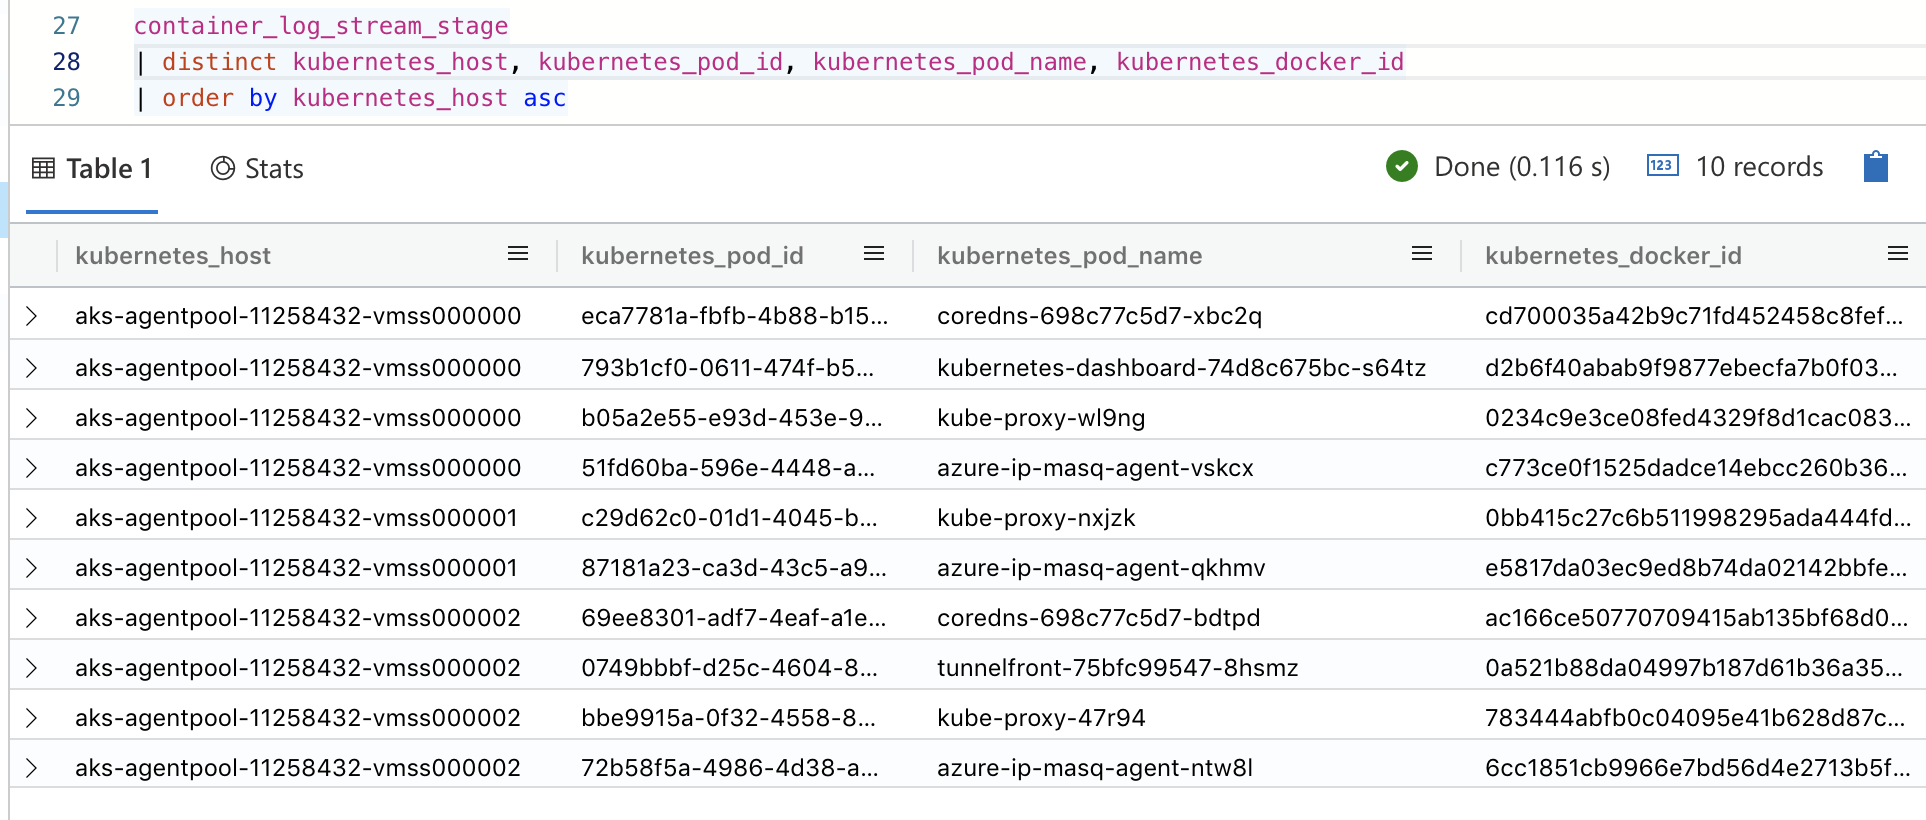 27 container_log_stream_stage
28 | distinct kubernetes_host, kubernetes_pod_id, kubernetes_pod_name, kubernetes_docker_id
29 | order by kubernetes_host asc
Table 1 Stats Done (0.116 s) 123 10 records
kubernetes_host kubernetes_pod_id kubernetes_pod_name kubernetes_docker_id
aks-agentpool-11258432-vmss000000 eca7781a-fbfb-4b88-b15... coredns-698c77c5d7-xbc2q cd700035a42b9c71fd452458c8fef...
aks-agentpool-11258432-vmss000000 793b1cf0-0611-474f-b5... kubernetes-dashboard-74d8c675bc-s64tz d2b6f40abab9f9877ebecfa7b0f03...
aks-agentpool-11258432-vmss000000 b05a2e55-e93d-453e-9... kube-proxy-wl9ng 0234c9e3ce08fed4329f8d1cac083...
aks-agentpool-11258432-vmss000000 51fd60ba-596e-4448-a... azure-ip-masq-agent-vskcx c773ce0f1525dadce14ebcc260b36...
aks-agentpool-11258432-vmss000001 c29d62c0-01d1-4045-b... kube-proxy-nxjzk 0bb415c27c6b511998295ada444fd...
aks-agentpool-11258432-vmss000001 87181a23-ca3d-43c5-a9... azure-ip-masq-agent-qkhmv e5817da03ec9ed8b74da02142bbfe...
aks-agentpool-11258432-vmss000002 69ee8301-adf7-4eaf-a1e... coredns-698c77c5d7-bdtpd ac166ce50770709415ab135bf68d0...
aks-agentpool-11258432-vmss000002 0749bbbf-d25c-4604-8... tunnelfront-75bfc99547-8hsmz 0a521b88da04997b187d61b36a35...
aks-agentpool-11258432-vmss000002 bbe9915a-0f32-4558-8... kube-proxy-47r94 783444abfb0c04095e41b628d87c...
aks-agentpool-11258432-vmss000002 72b58f5a-4986-4d38-a... azure-ip-masq-agent-ntw8l 6cc1851cb9966e7bd56d4e2713b5f...